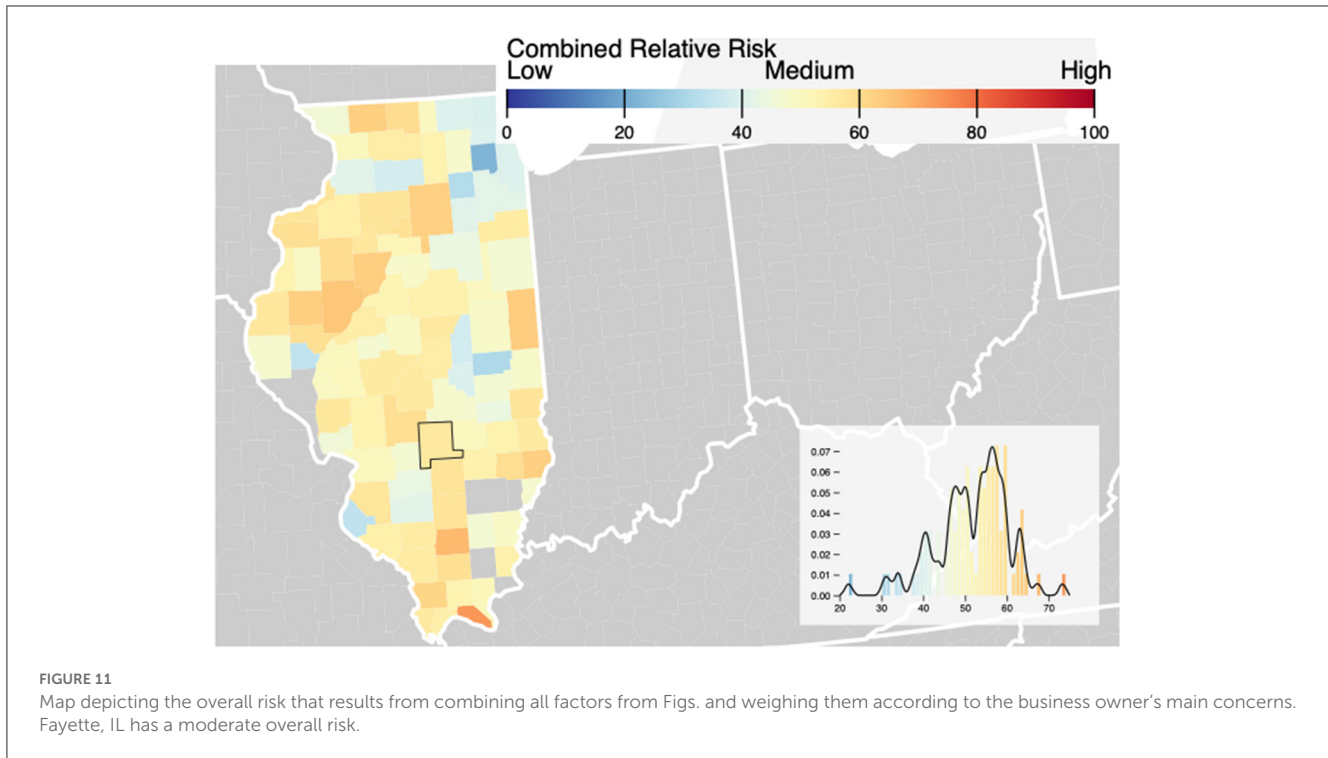 Combined Relative Risk
Low Medium High
0 20 40 60 80 100
0.07
0.06
0.05
0.04
0.03
0.02
0.01
0.00
20 30 40 50 60 70
FIGURE 11
Map depicting the overall risk that results from combining all factors from Figs. and weighing them according to the business owner's main concerns.
Fayette, IL has a moderate overall risk.